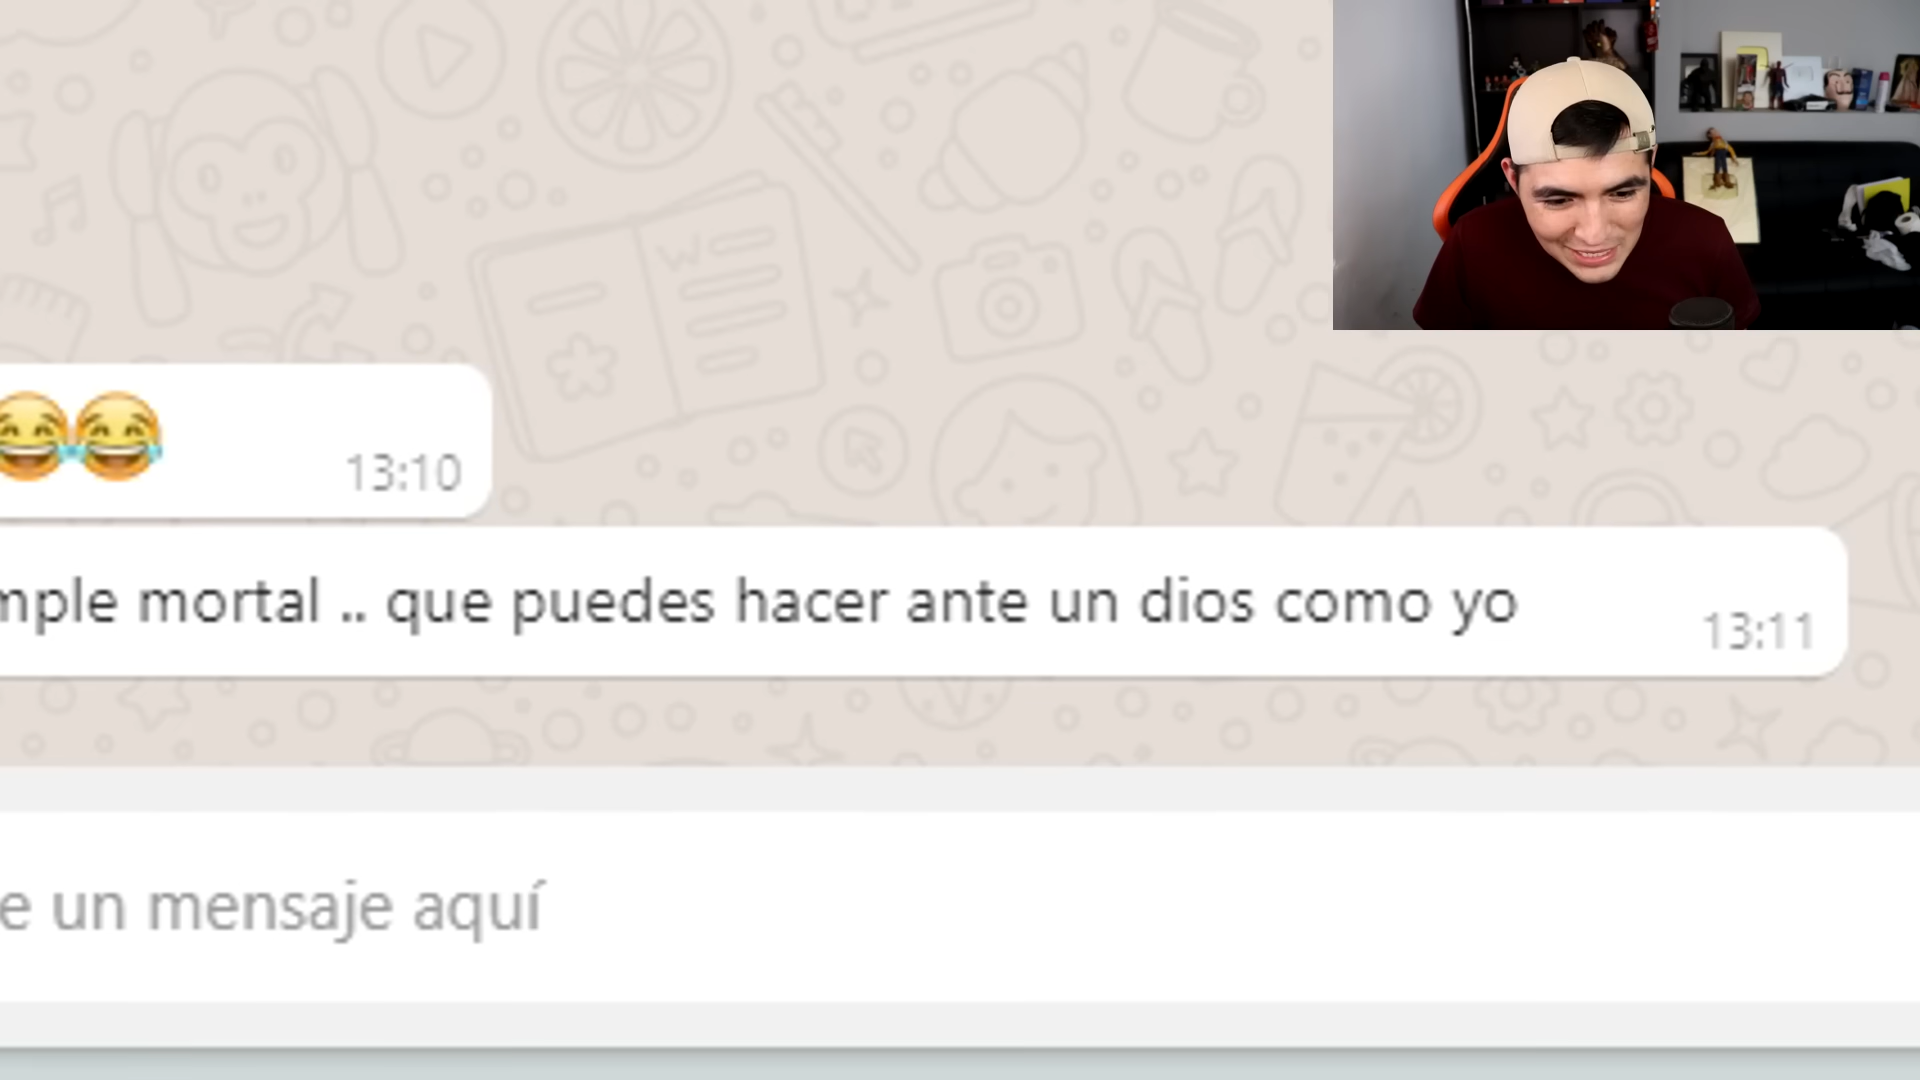 😂😂
13:10
mple mortal .. que puedes hacer ante un dios como yo
13:11
e un mensaje aquí